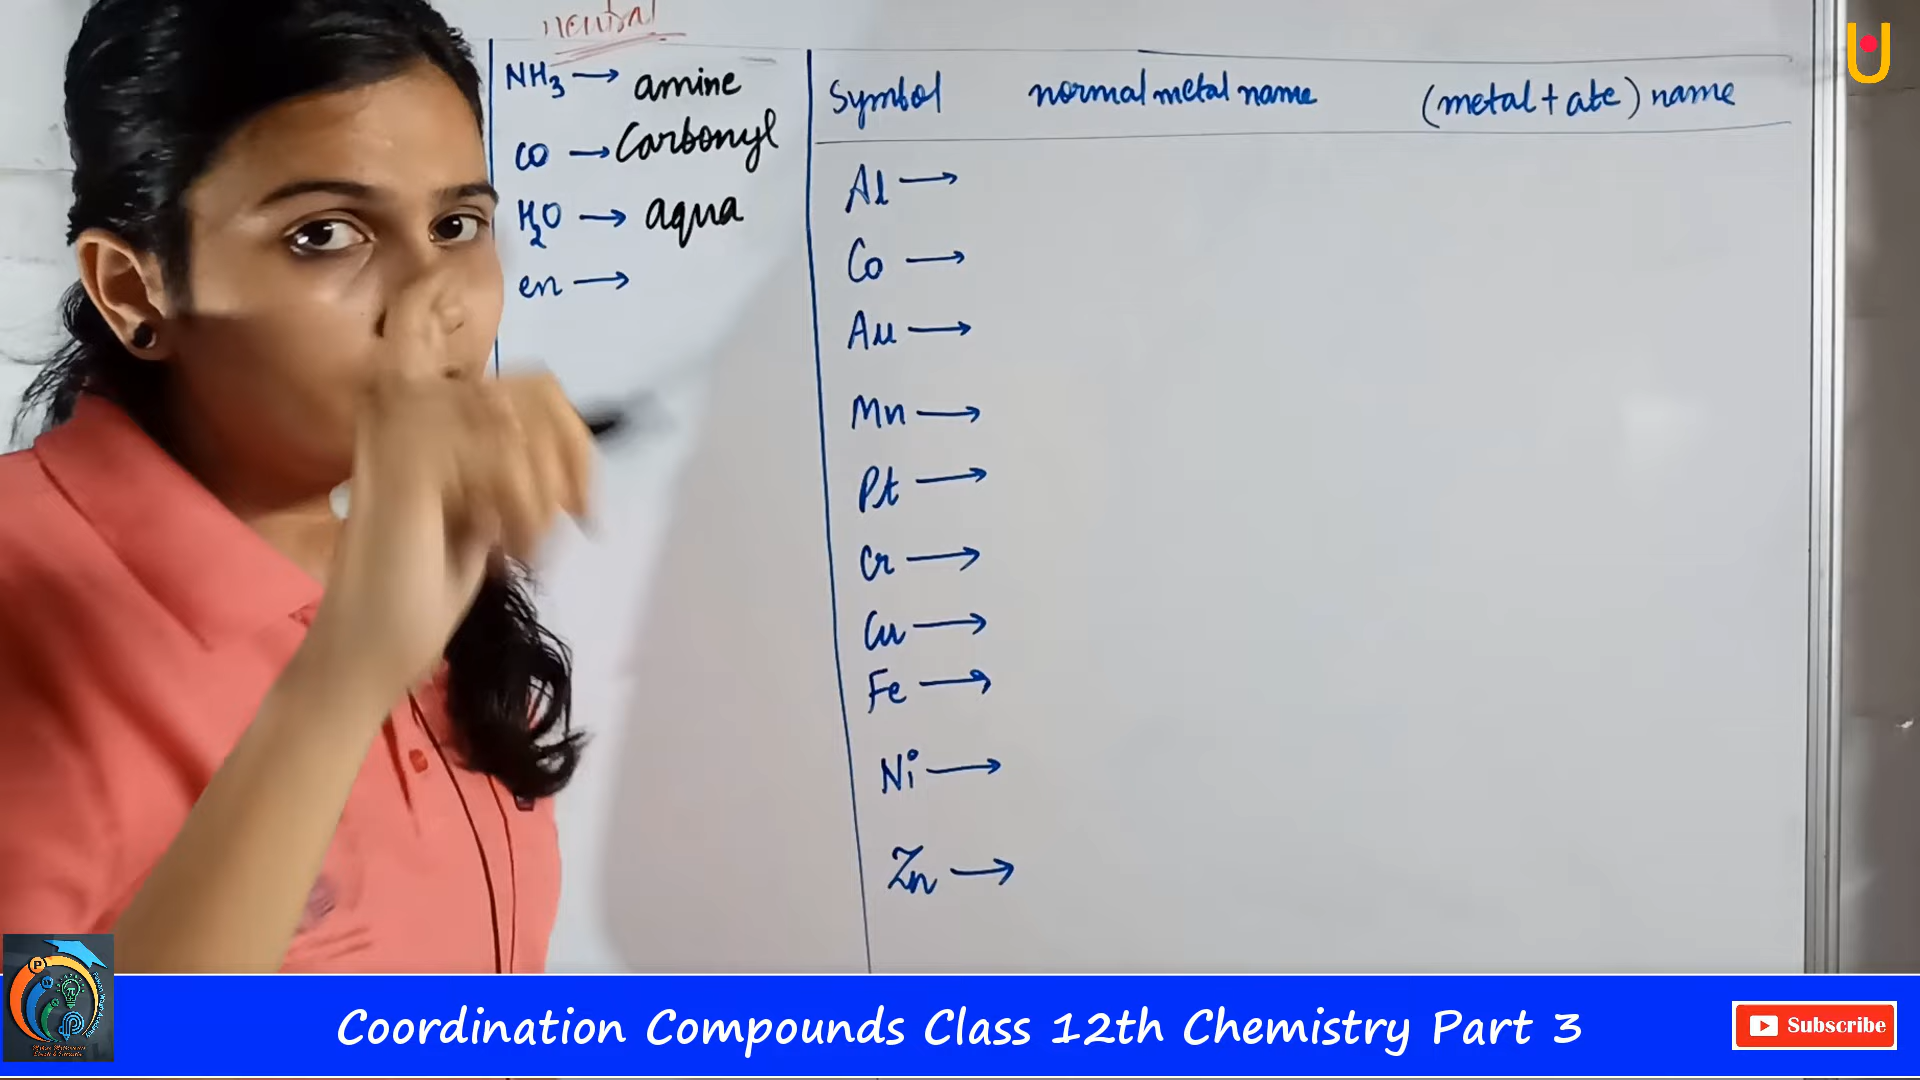 neutral
NH3 → amine
CO → Carbonyl
H2O → aqua
en →
Symbol normal metal name (metal + ate) name
Al →
Co →
Au →
Mn →
Pt →
Cr →
Cu →
Fe →
Ni →
Zn →
Coordination Compounds Class 12th Chemistry Part 3
Subscribe